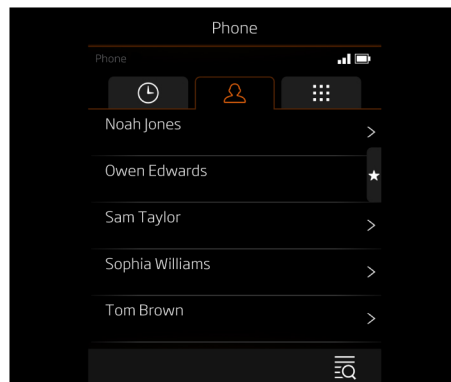 Phone
Phone
Noah Jones
Owen Edwards
Sam Taylor
Sophia Williams
Tom Brown